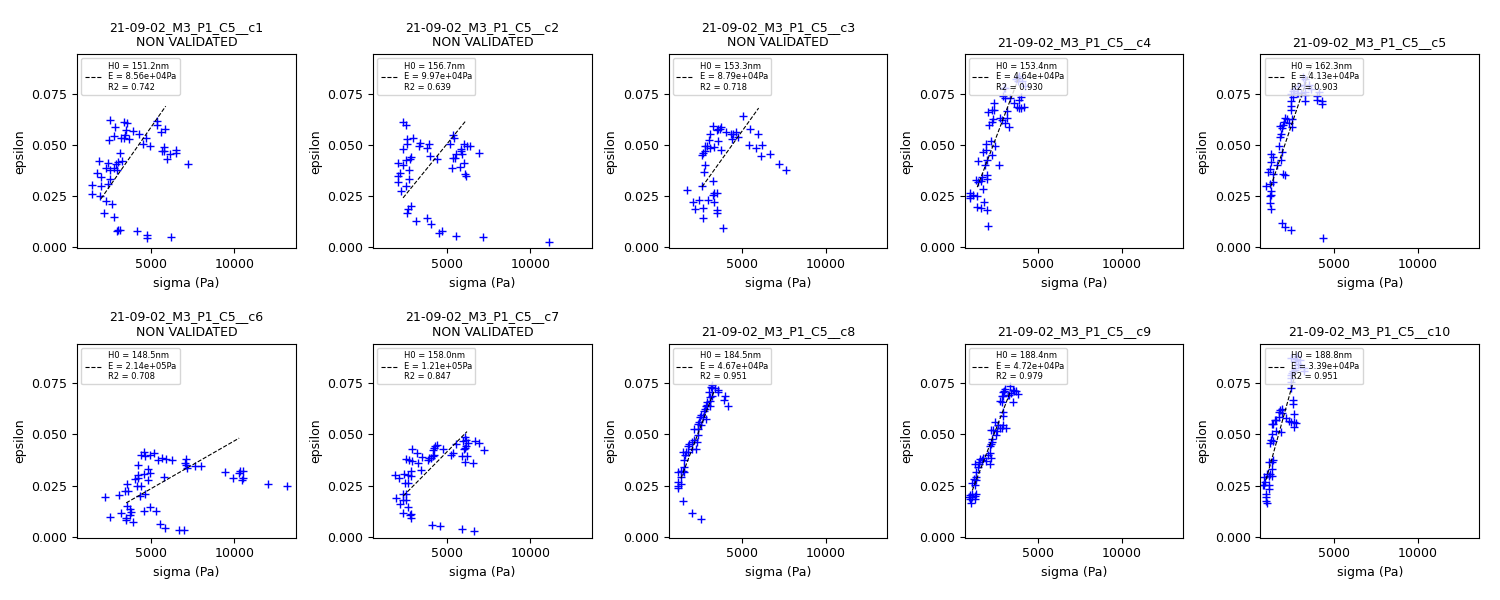 21-09-02_M3_P1_C5__c1
NON VALIDATED
H0 = 151.2nm
E = 8.56e+04Pa
R2 = 0.742
0.075
0.050
0.025
0.000
epsilon
5000 10000
sigma (Pa)
21-09-02_M3_P1_C5__c2
NON VALIDATED
H0 = 156.7nm
E = 9.97e+04Pa
R2 = 0.639
0.075
0.050
0.025
0.000
epsilon
5000 10000
sigma (Pa)
21-09-02_M3_P1_C5__c3
NON VALIDATED
H0 = 153.3nm
E = 8.79e+04Pa
R2 = 0.718
0.075
0.050
0.025
0.000
epsilon
5000 10000
sigma (Pa)
21-09-02_M3_P1_C5__c4
H0 = 153.4nm
E = 4.64e+04Pa
R2 = 0.930
0.075
0.050
0.025
0.000
epsilon
5000 10000
sigma (Pa)
21-09-02_M3_P1_C5__c5
H0 = 162.3nm
E = 4.13e+04Pa
R2 = 0.903
0.075
0.050
0.025
0.000
epsilon
5000 10000
sigma (Pa)
21-09-02_M3_P1_C5__c6
NON VALIDATED
H0 = 148.5nm
E = 2.14e+05Pa
R2 = 0.708
0.075
0.050
0.025
0.000
epsilon
5000 10000
sigma (Pa)
21-09-02_M3_P1_C5__c7
NON VALIDATED
H0 = 158.0nm
E = 1.21e+05Pa
R2 = 0.847
0.075
0.050
0.025
0.000
epsilon
5000 10000
sigma (Pa)
21-09-02_M3_P1_C5__c8
H0 = 184.5nm
E = 4.67e+04Pa
R2 = 0.951
0.075
0.050
0.025
0.000
epsilon
5000 10000
sigma (Pa)
21-09-02_M3_P1_C5__c9
H0 = 188.4nm
E = 4.72e+04Pa
R2 = 0.979
0.075
0.050
0.025
0.000
epsilon
5000 10000
sigma (Pa)
21-09-02_M3_P1_C5__c10
H0 = 188.8nm
E = 3.39e+04Pa
R2 = 0.951
0.075
0.050
0.025
0.000
epsilon
5000 10000
sigma (Pa)